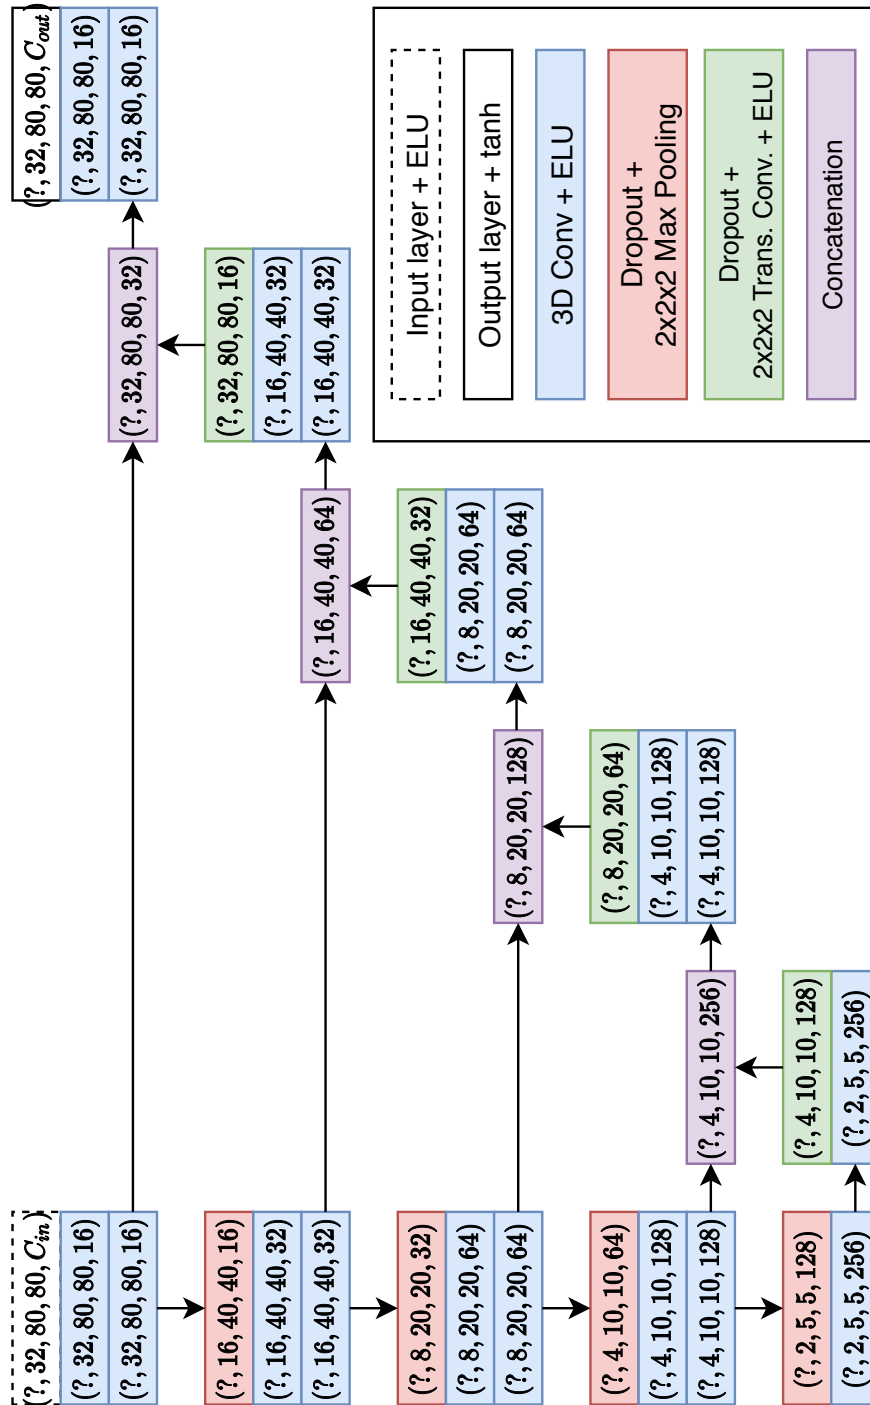 (?, 32, 80, 80, C_in)
(?, 32, 80, 80, 16)
(?, 32, 80, 80, 16)
(?, 16, 40, 40, 16)
(?, 16, 40, 40, 32)
(?, 16, 40, 40, 32)
(?, 8, 20, 20, 32)
(?, 8, 20, 20, 64)
(?, 8, 20, 20, 64)
(?, 4, 10, 10, 64)
(?, 4, 10, 10, 128)
(?, 4, 10, 10, 128)
(?, 2, 5, 5, 128)
(?, 2, 5, 5, 256)
(?, 4, 10, 10, 128)
(?, 2, 5, 5, 256)
(?, 4, 10, 10, 256)
(?, 8, 20, 20, 64)
(?, 4, 10, 10, 128)
(?, 4, 10, 10, 128)
(?, 8, 20, 20, 128)
(?, 16, 40, 40, 32)
(?, 8, 20, 20, 64)
(?, 8, 20, 20, 64)
(?, 16, 40, 40, 64)
(?, 32, 80, 80, 16)
(?, 16, 40, 40, 32)
(?, 16, 40, 40, 32)
(?, 32, 80, 80, 32)
(?, 32, 80, 80, C_out)
(?, 32, 80, 80, 16)
(?, 32, 80, 80, 16)
Input layer + ELU
Output layer + tanh
3D Conv + ELU
Dropout +
2x2x2 Max Pooling
Dropout +
2x2x2 Trans. Conv. + ELU
Concatenation